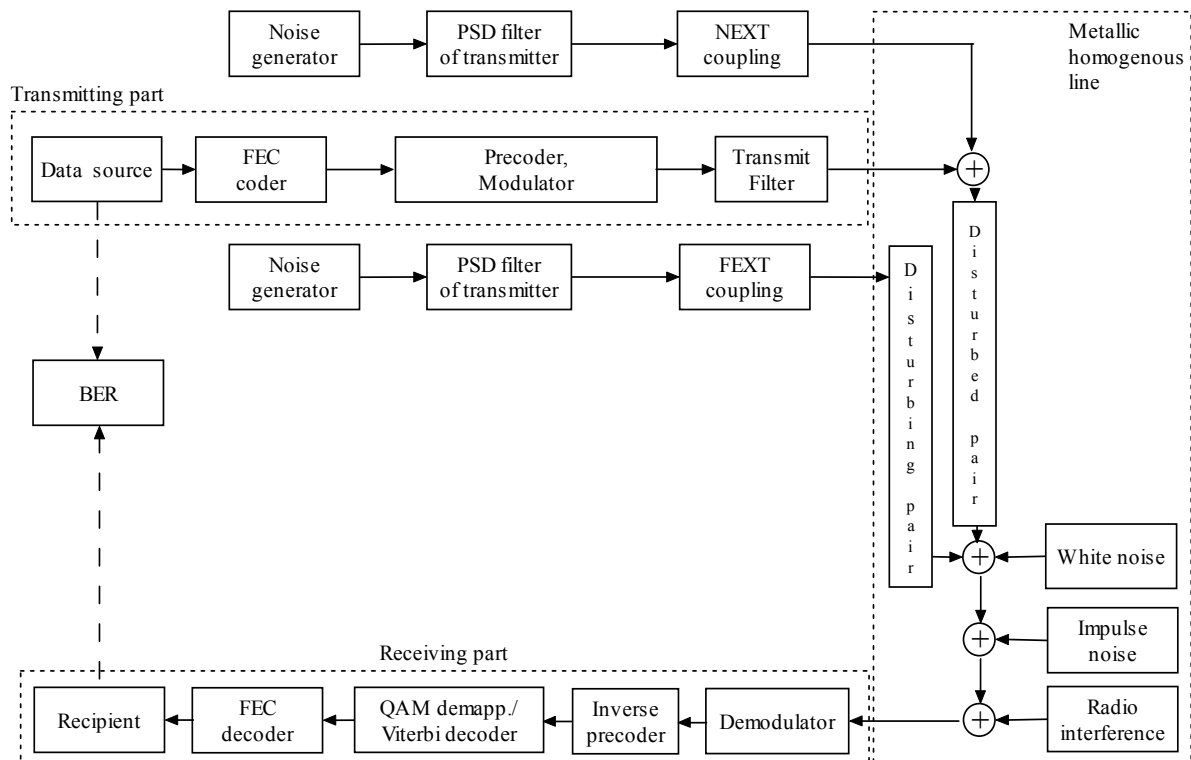 Noise
generator
PSD filter
of transmitter
NEXT
coupling
Metallic
homogenous
line
Transmitting part
Data source
FEC
coder
Precoder,
Modulator
Transmit
Filter
+
Noise
generator
PSD filter
of transmitter
FEXT
coupling
Disturbing pair
Disturbed pair
BER
+
White noise
+
Impulse
noise
Receiving part
Recipient
FEC
decoder
QAM demapp./
Viterbi decoder
Inverse
precoder
Demodulator
+
Radio
interference